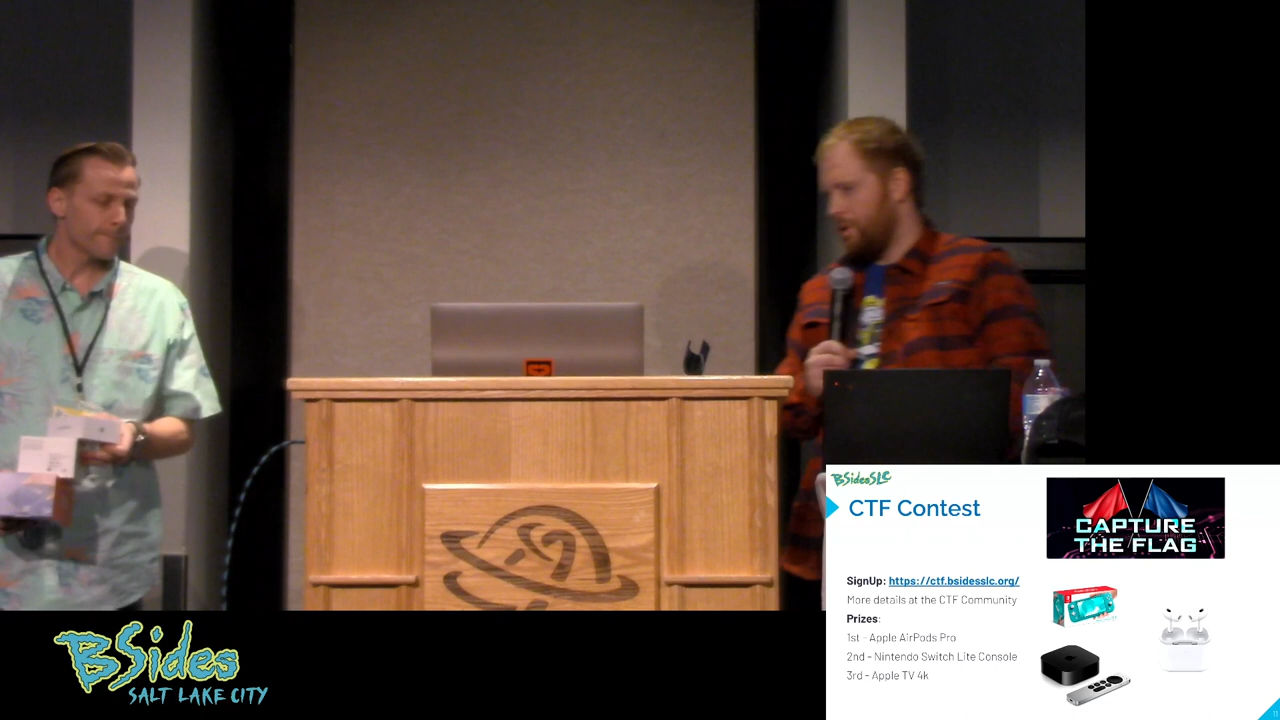 BSidesSLC
CTF Contest
CAPTURE
THE FLAG
SignUp: https://ctf.bsidesslc.org/
More details at the CTF Community
Prizes:
1st - Apple AirPods Pro
2nd - Nintendo Switch Lite Console
3rd - Apple TV 4k
11
BSides
SALT LAKE CITY